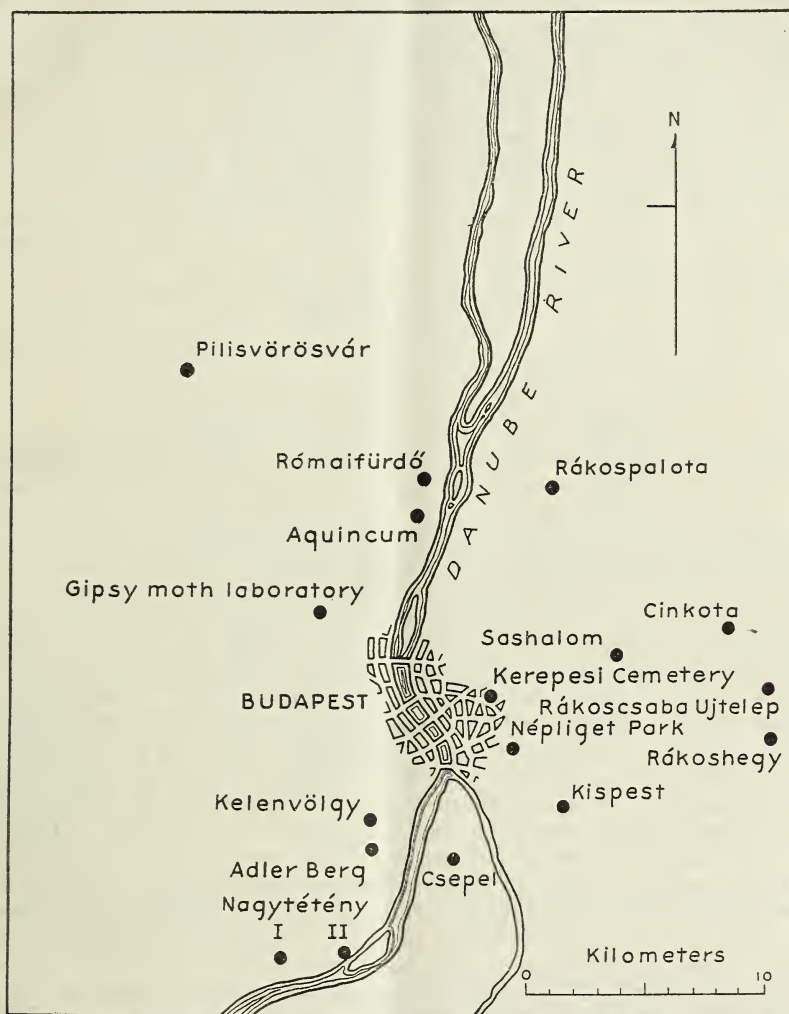 N
DANUBE RIVER
Pilisvörösvár
Rómaifürdő
Rákospalota
Aquincum
Gipsy moth laboratory
Cinkota
Sashalom
Kerepesi Cemetery
BUDAPEST
Rákoscsaba Ujtelep
Népliget Park
Rákoshegy
Kelenvölgy
Kispest
Adler Berg
Csepel
Nagytétény
I II
Kilometers
0 10